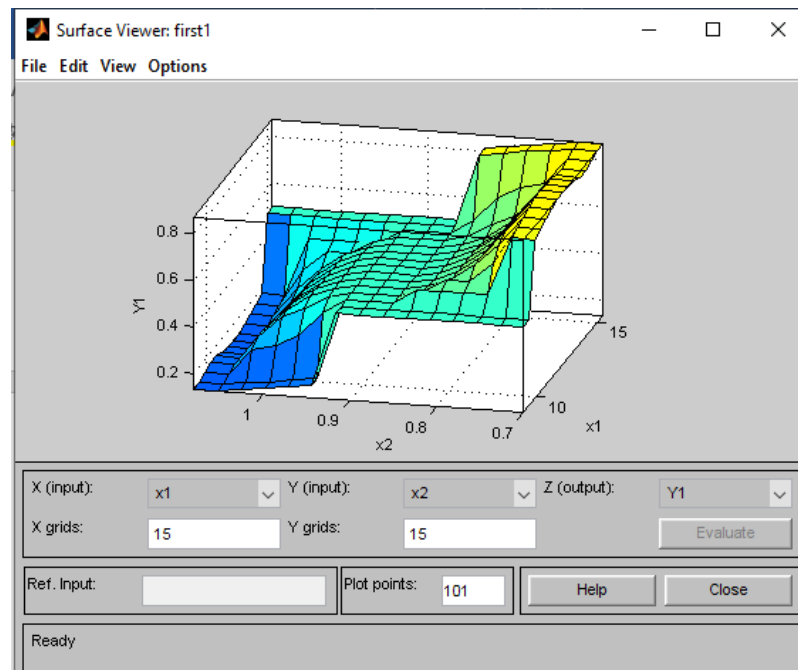 Surface Viewer: first1
File Edit View Options
0.8
0.6
0.4
0.2
Y1
1
0.9
0.8
0.7
x2
10
15
x1
X (input): x1 Y (input): x2 Z (output): Y1
X grids: 15 Y grids: 15 Evaluate
Ref. Input: Plot points: 101 Help Close
Ready